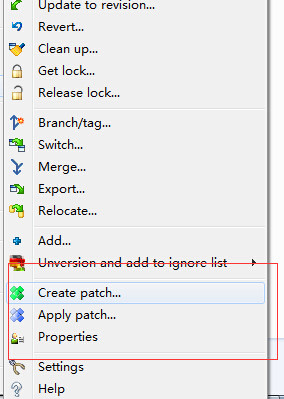 Update to revision...
Revert...
Clean up...
Get lock...
Release lock...
Branch/tag...
Switch...
Merge...
Export...
Relocate...
Add...
Unversion and add to ignore list
Create patch...
Apply patch...
Properties
Settings
Help